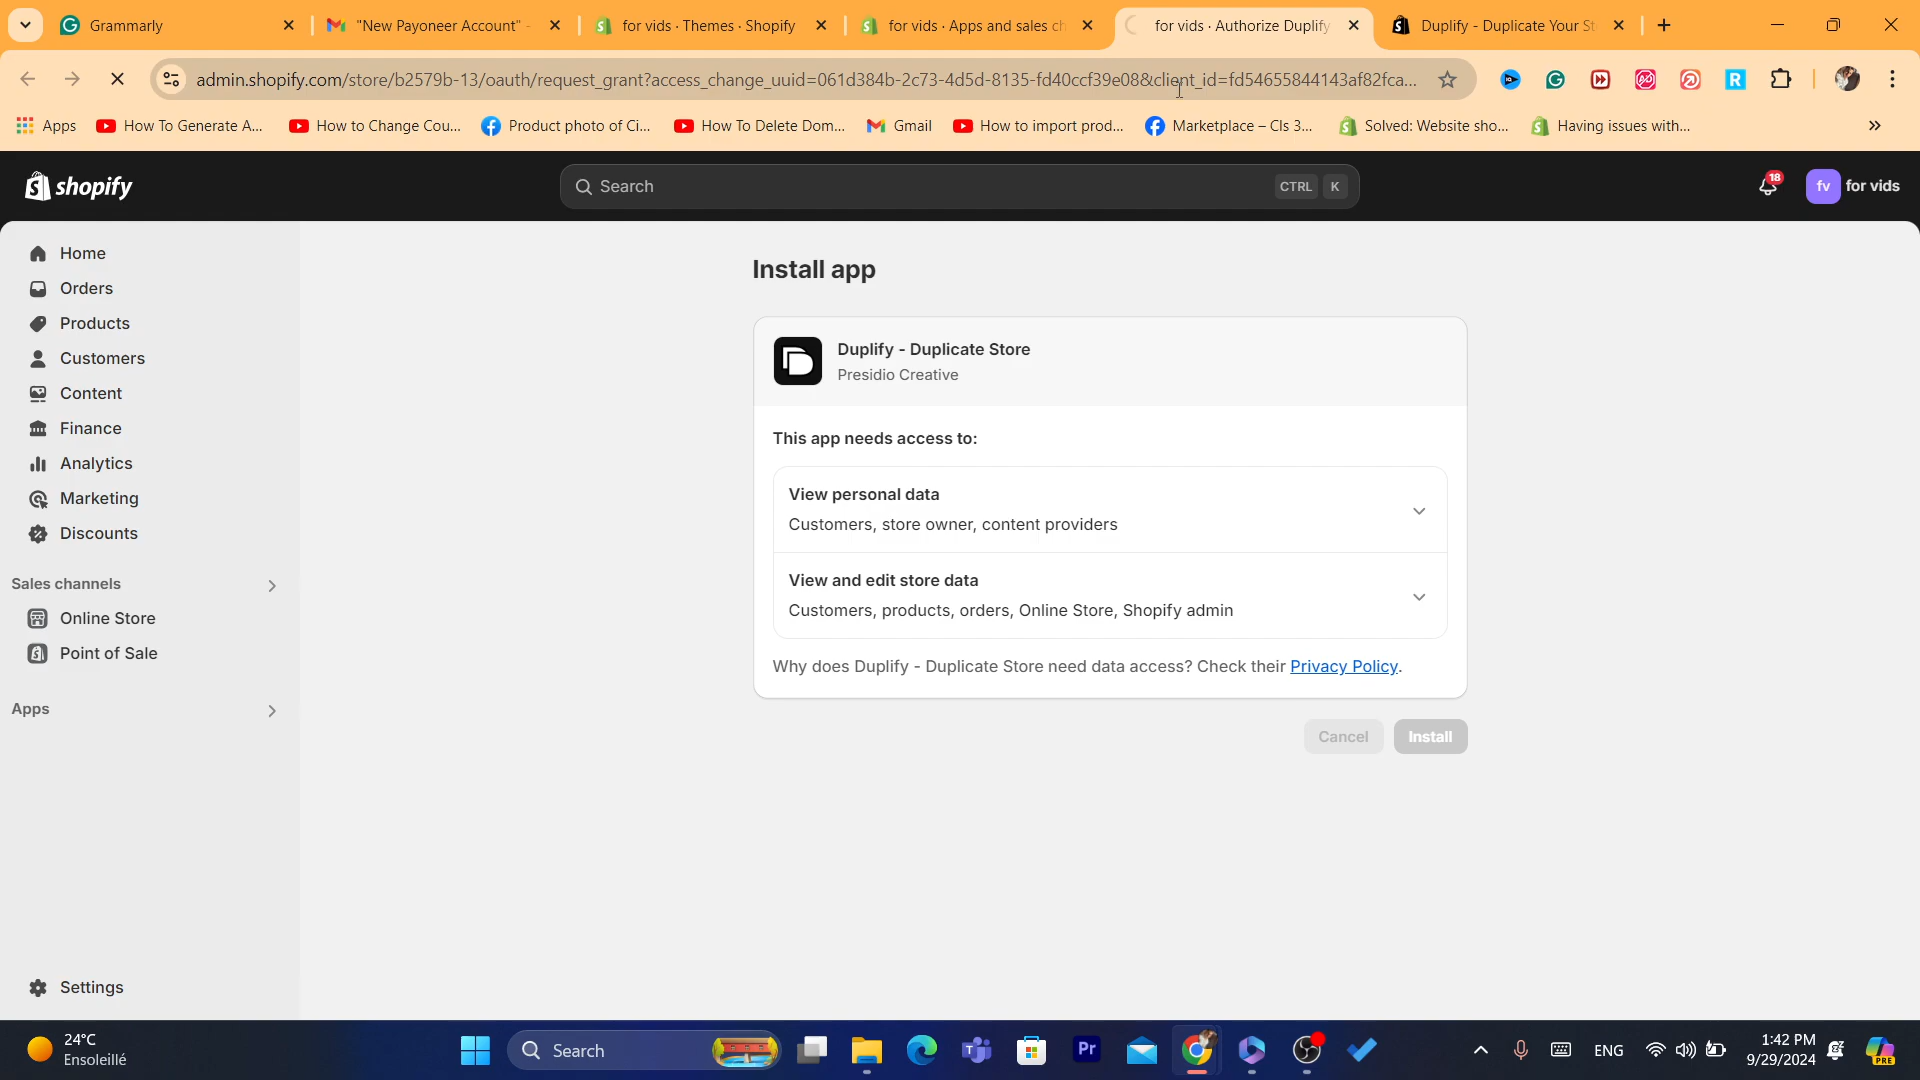 Grammarly
"New Payoneer Account" -
for vids · Themes · Shopify
for vids · Apps and sales ch
for vids · Authorize Duplify
Duplify - Duplicate Your St
admin.shopify.com/store/b2579b-13/oauth/request_grant?access_change_uuid=061d384b-2c73-4d5d-8135-fd40ccf39e08&client_id=fd54655844143af82fca...
Apps
How To Generate A...
How to Change Cou...
Product photo of Ci...
How To Delete Dom...
Gmail
How to import prod...
Marketplace – Cls 3...
Solved: Website sho...
Having issues with...
shopify
Search
CTRL K
18
fv for vids
Home
Orders
Products
Customers
Content
Finance
Analytics
Marketing
Discounts
Sales channels
Online Store
Point of Sale
Apps
Settings
Install app
Duplify - Duplicate Store
Presidio Creative
This app needs access to:
View personal data
Customers, store owner, content providers
View and edit store data
Customers, products, orders, Online Store, Shopify admin
Why does Duplify - Duplicate Store need data access? Check their Privacy Policy.
Cancel
Install
24°C
Ensoleillé
Search
Pr
ENG
1:42 PM
9/29/2024
PRE